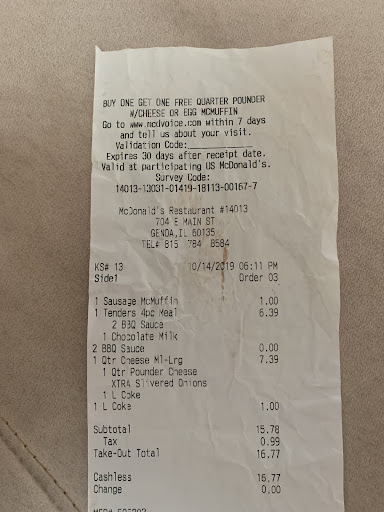 BUY ONE GET ONE FREE QUARTER POUNDER
W/CHEESE OR EGG MCMUFFIN
Go to www.mcdvoice.com within 7 days
and tell us about your visit.
Validation Code:____________
Expires 30 days after receipt date.
Valid at participating US McDonald's.
Survey Code:
14013-13031-01419-18113-00167-7
McDonald's Restaurant #14013
704 E MAIN ST
GENOA,IL 60135
TEL# 815 784 8584
KS# 13 10/14/2019 06:11 PM
Side1 Order 03
1 Sausage McMuffin 1.00
1 Tenders 4pc Meal 6.39
2 BBQ Sauce
1 Chocolate Milk
2 BBQ Sauce 0.00
1 Qtr Cheese Ml-Lrg 7.39
1 Qtr Pounder Cheese
XTRA Slivered Onions
1 L Coke
1 L Coke 1.00
Subtotal 15.78
Tax 0.99
Take-Out Total 16.77
Cashless 16.77
Change 0.00